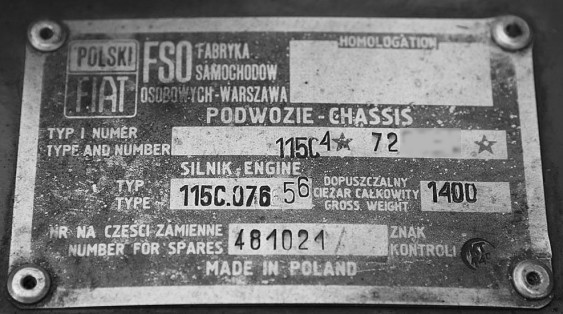 POLSKI FIAT
FSO FABRYKA
SAMOCHODÓW
OSOBOWYCH-WARSZAWA
HOMOLOGATION
PODWOZIE-CHASSIS
TYP I NUMER
TYPE AND NUMBER 115C4★ 72 ★
SILNIK, ENGINE
TYP
TYPE 115C.076 56
DOPUSZCZALNY
CIĘŻAR CAŁKOWITY
GROSS WEIGHT 1400
NR NA CZĘŚCI ZAMIENNE
NUMBER FÓR SPARES 481021/
ZNAK
KONTROLI
MADE IN POLAND